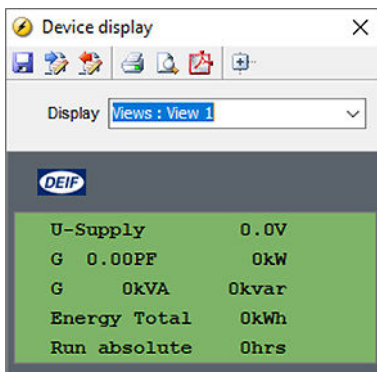 Device display
Display Views : View 1
DEIF
U-Supply 0.0V
G 0.00PF 0kW
G 0kVA 0kvar
Energy Total 0kWh
Run absolute 0hrs